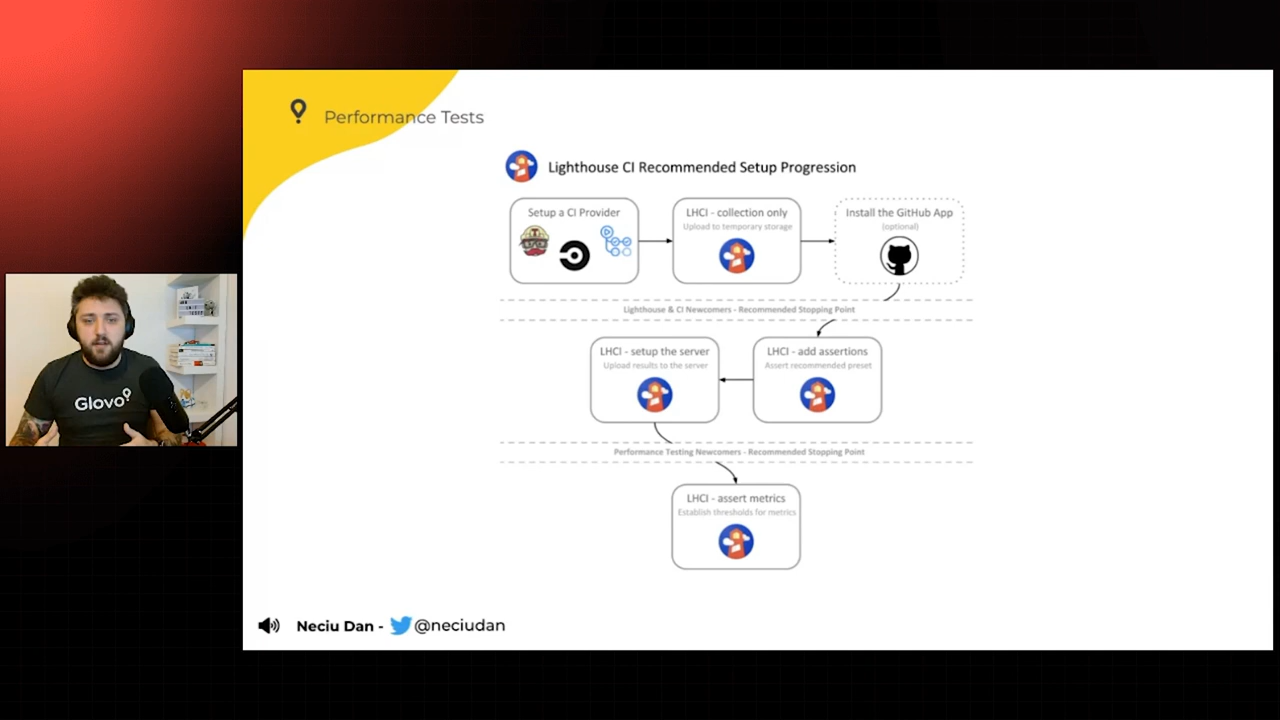 Performance Tests
Lighthouse CI Recommended Setup Progression
Setup a CI Provider
LHCI - collection only
Upload to temporary storage
Install the GitHub App
(optional)
Lighthouse & CI Newcomers - Recommended Stopping Point
LHCI - setup the server
Upload results to the server
LHCI - add assertions
Assert recommended preset
Performance Testing Newcomers - Recommended Stopping Point
LHCI - assert metrics
Establish thresholds for metrics
Glovo
Neciu Dan - @neciudan